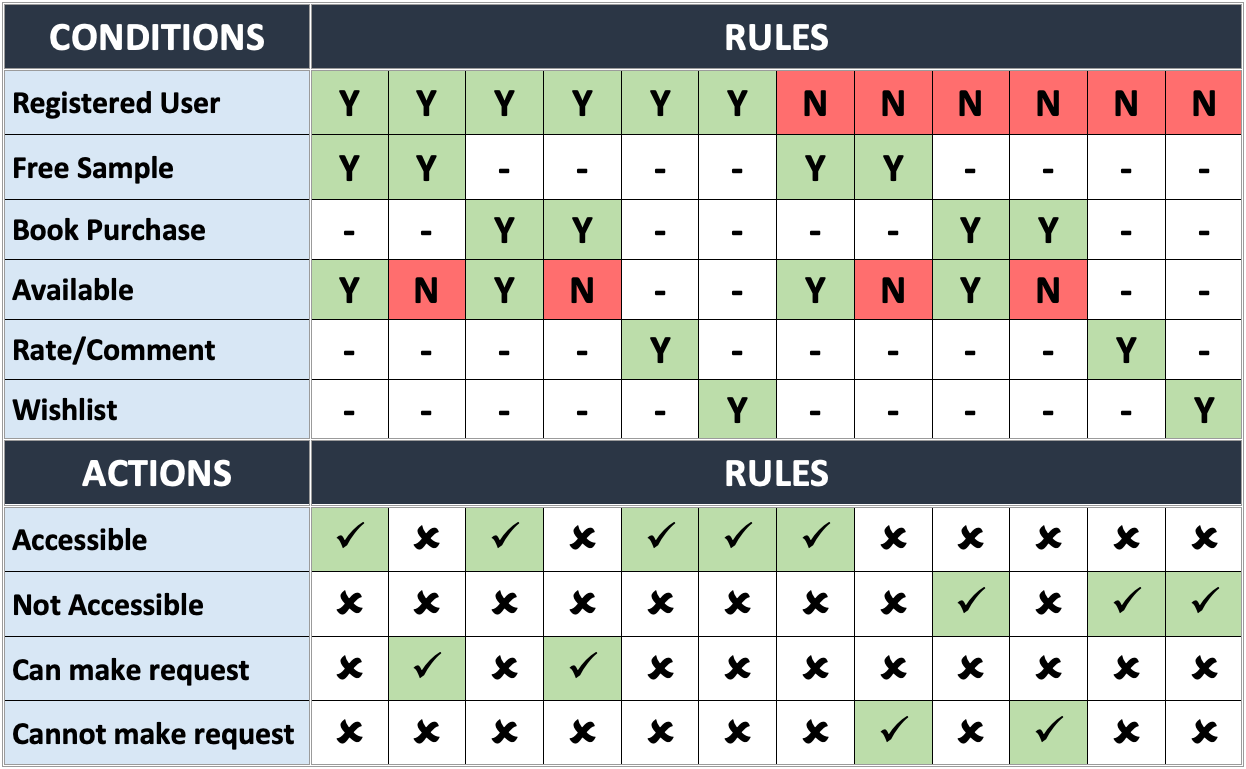 CONDITIONS RULES
Registered User Y Y Y Y Y Y N N N N N N
Free Sample Y Y - - - - Y Y - - - -
Book Purchase - - Y Y - - - - Y Y - -
Available Y N Y N - - Y N Y N - -
Rate/Comment - - - - Y - - - - - Y -
Wishlist - - - - - Y - - - - - Y
ACTIONS RULES
Accessible ✓ ✘ ✓ ✘ ✓ ✓ ✓ ✘ ✘ ✘ ✘ ✘
Not Accessible ✘ ✘ ✘ ✘ ✘ ✘ ✘ ✘ ✓ ✘ ✓ ✓
Can make request ✘ ✓ ✘ ✓ ✘ ✘ ✘ ✘ ✘ ✘ ✘ ✘
Cannot make request ✘ ✘ ✘ ✘ ✘ ✘ ✘ ✓ ✘ ✓ ✘ ✘